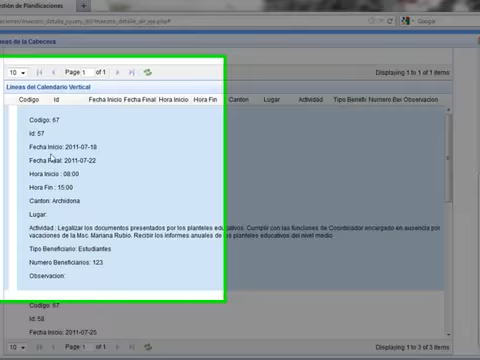 stión de Planificaciones
Google
neas de la Cabecera
10 Page 1 of 1 Displaying 1 to 1 of 1 items
Lineas del Calendario Vertical
Codigo Id Fecha Inicio Fecha Final Hora Inicio Hora Fin Canton Lugar Actividad Tipo Benefi Numero Ben Observacion
Codigo: 67
Id: 57
Fecha Inicio: 2011-07-18
Fecha Final: 2011-07-22
Hora Inicio : 08:00
Hora Fin : 15:00
Canton: Archidona
Lugar:
Actividad : Legalizar los documentos presentados por los planteles educativos. Cumplir con las funciones de Coordinador encargado en ausencia por
vacaciones de la Msc. Mariana Rubio. Recibir los informes anuales de los planteles educativos del nivel medio
Tipo Beneficiario: Estudiantes
Numero Beneficiarios: 123
Observacion:
Codigo: 67
Id: 58
Fecha Inicio: 2011-07-25
10 Page 1 of 1 Displaying 1 to 3 of 3 items